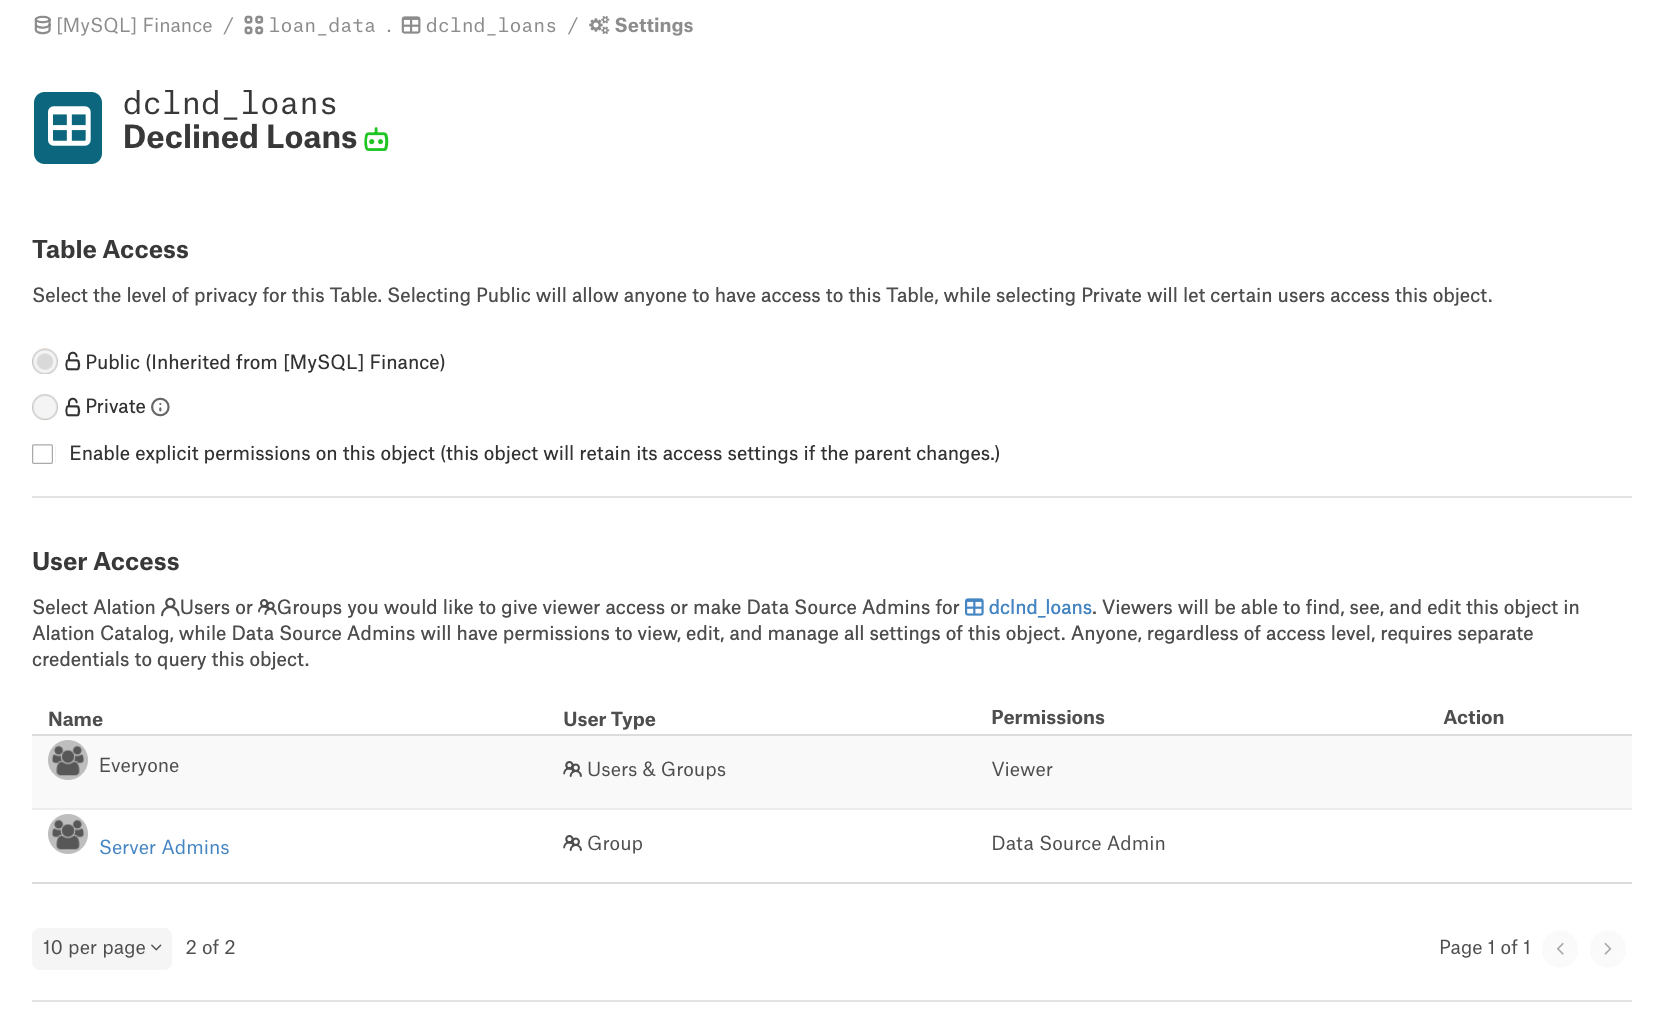 [MySQL] Finance / loan_data . dclnd_loans / Settings
dclnd_loans
Declined Loans
Table Access
Select the level of privacy for this Table. Selecting Public will allow anyone to have access to this Table, while selecting Private will let certain users access this object.
Public (Inherited from [MySQL] Finance)
Private
Enable explicit permissions on this object (this object will retain its access settings if the parent changes.)
User Access
Select Alation Users or Groups you would like to give viewer access or make Data Source Admins for dclnd_loans. Viewers will be able to find, see, and edit this object in
Alation Catalog, while Data Source Admins will have permissions to view, edit, and manage all settings of this object. Anyone, regardless of access level, requires separate
credentials to query this object.
Name User Type Permissions Action
Everyone Users & Groups Viewer
Server Admins Group Data Source Admin
10 per page 2 of 2 Page 1 of 1